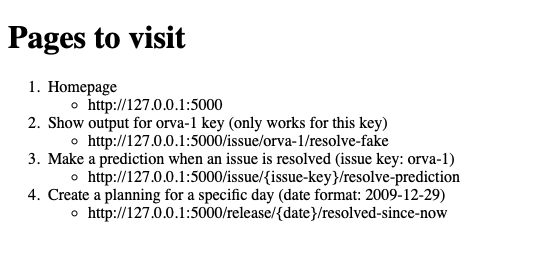 Pages to visit
1. Homepage
http://127.0.0.1:5000
2. Show output for orva-1 key (only works for this key)
http://127.0.0.1:5000/issue/orva-1/resolve-fake
3. Make a prediction when an issue is resolved (issue key: orva-1)
http://127.0.0.1:5000/issue/{issue-key}/resolve-prediction
4. Create a planning for a specific day (date format: 2009-12-29)
http://127.0.0.1:5000/release/{date}/resolved-since-now